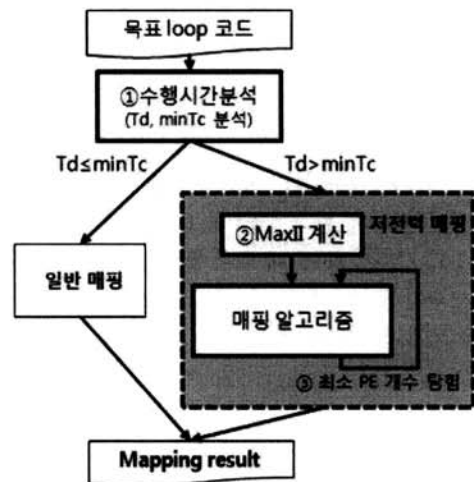 목표 loop 코드
①수행시간분석
(Td, minTc 분석)
Td≤minTc
Td>minTc
저전력 매핑
②MaxII 계산
일반 매핑
매핑 알고리즘
③ 최소 PE 개수 탐험
Mapping result